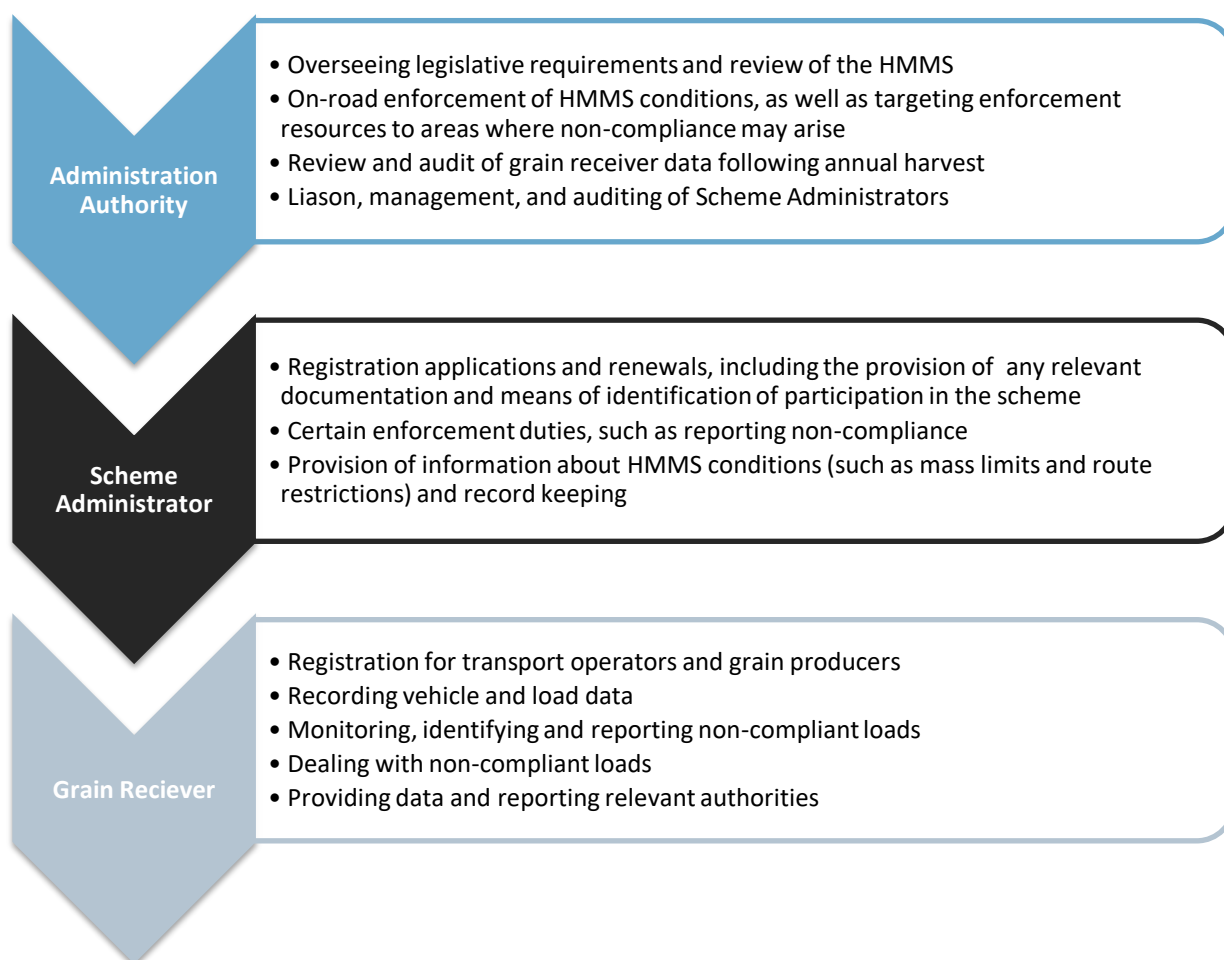 Administration
Authority
• Overseeing legislative requirements and review of the HMMS
• On-road enforcement of HMMS conditions, as well as targeting enforcement
resources to areas where non-compliance may arise
• Review and audit of grain receiver data following annual harvest
• Liason, management, and auditing of Scheme Administrators
Scheme
Administrator
• Registration applications and renewals, including the provision of any relevant
documentation and means of identification of participation in the scheme
• Certain enforcement duties, such as reporting non-compliance
• Provision of information about HMMS conditions (such as mass limits and route
restrictions) and record keeping
Grain Reciever
• Registration for transport operators and grain producers
• Recording vehicle and load data
• Monitoring, identifying and reporting non-compliant loads
• Dealing with non-compliant loads
• Providing data and reporting relevant authorities